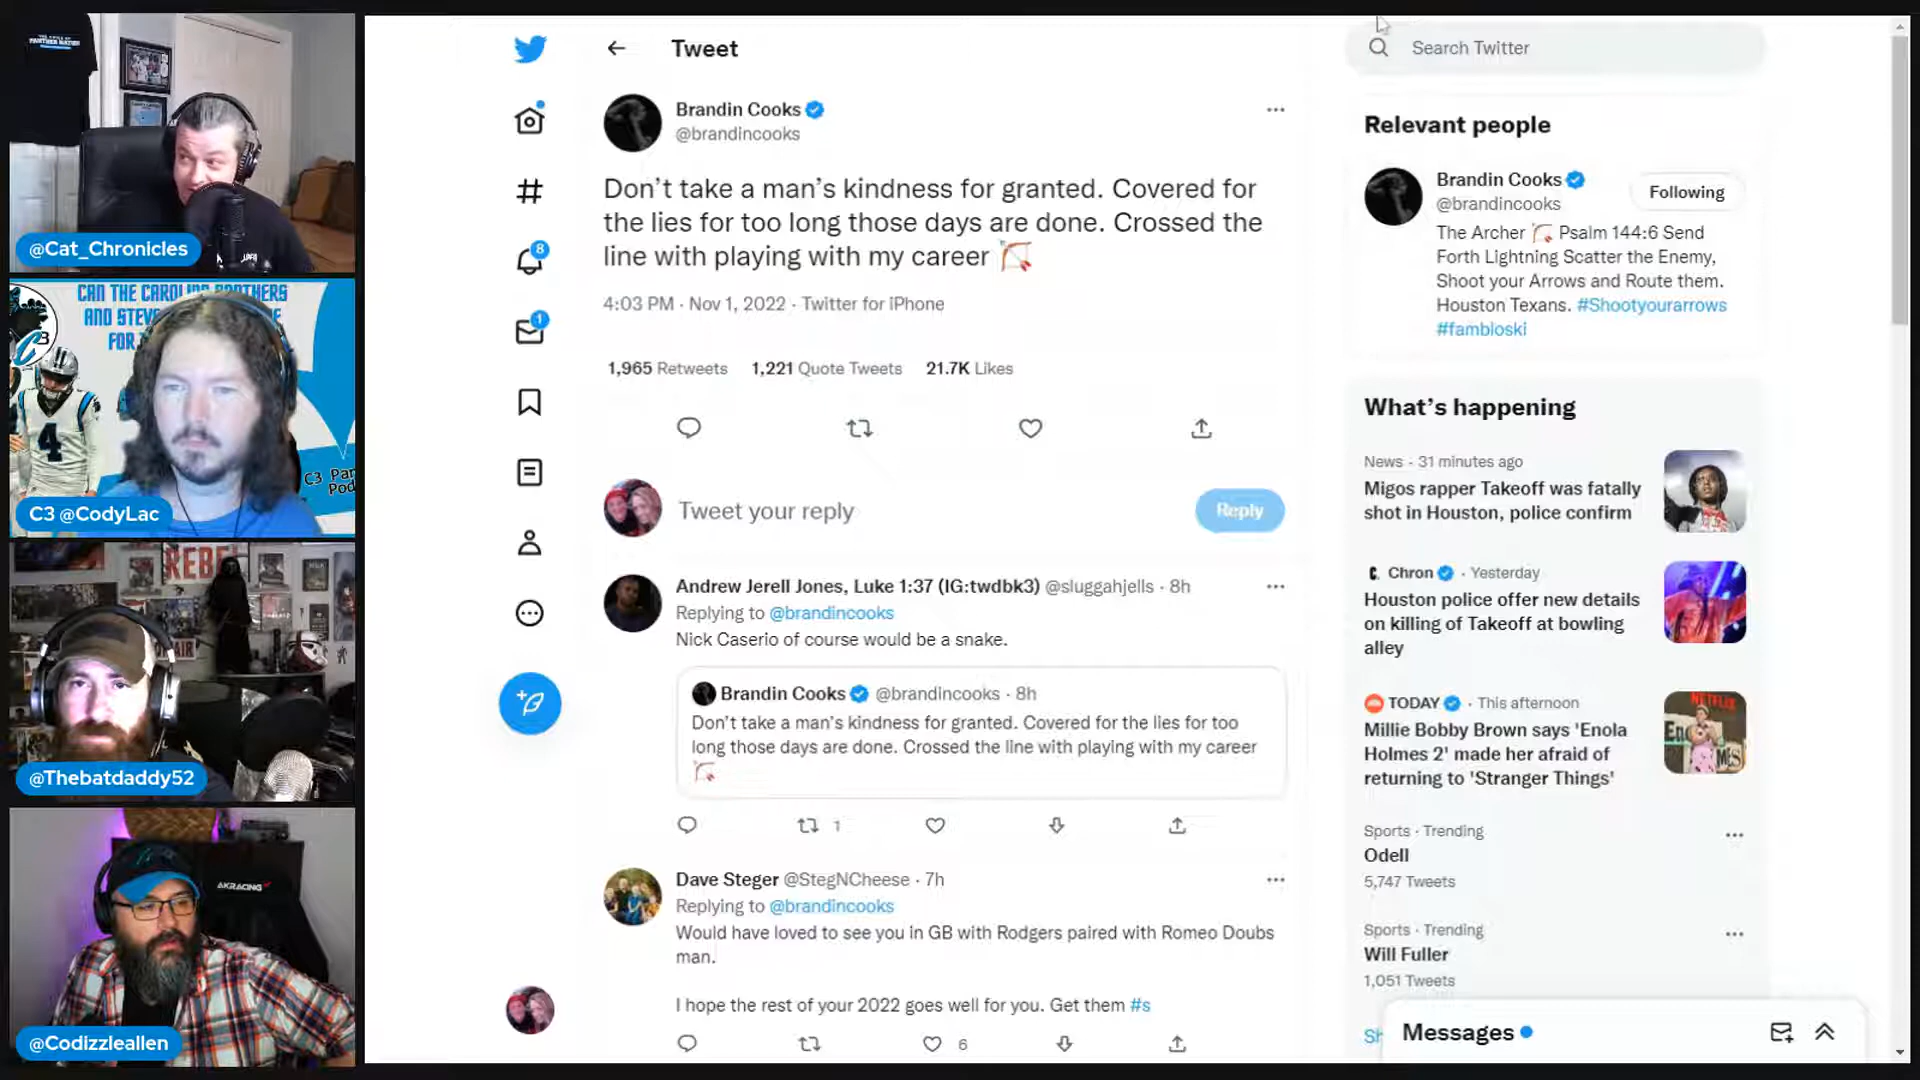 @Cat_Chronicles
CAN THE CAROLINA PANTHERS
AND STEVE
FOR
4
C3 Pan
Pod
C3 @CodyLac
REBEL
@Thebatdaddy52
AKRACING
@Codizzleallen
Tweet
Brandin Cooks
@brandincooks
Don’t take a man’s kindness for granted. Covered for
the lies for too long those days are done. Crossed the
line with playing with my career
4:03 PM · Nov 1, 2022 · Twitter for iPhone
1,965 Retweets 1,221 Quote Tweets 21.7K Likes
Tweet your reply
Reply
Andrew Jerell Jones, Luke 1:37 (IG:twdbk3) @sluggahjells · 8h
Replying to @brandincooks
Nick Caserio of course would be a snake.
Brandin Cooks @brandincooks · 8h
Don’t take a man’s kindness for granted. Covered for the lies for too
long those days are done. Crossed the line with playing with my career
1
Dave Steger @StegNCheese · 7h
Replying to @brandincooks
Would have loved to see you in GB with Rodgers paired with Romeo Doubs
man.
I hope the rest of your 2022 goes well for you. Get them #s
6
8
1
Search Twitter
Relevant people
Brandin Cooks
@brandincooks
Following
The Archer Psalm 144:6 Send
Forth Lightning Scatter the Enemy,
Shoot your Arrows and Route them.
Houston Texans. #Shootyourarrows
#fambloski
What’s happening
News · 31 minutes ago
Migos rapper Takeoff was fatally
shot in Houston, police confirm
C. Chron · Yesterday
Houston police offer new details
on killing of Takeoff at bowling
alley
TODAY · This afternoon
Millie Bobby Brown says 'Enola
Holmes 2' made her afraid of
returning to 'Stranger Things'
NETFLIX
Sports · Trending
Odell
5,747 Tweets
Sports · Trending
Will Fuller
1,051 Tweets
Sh
Messages